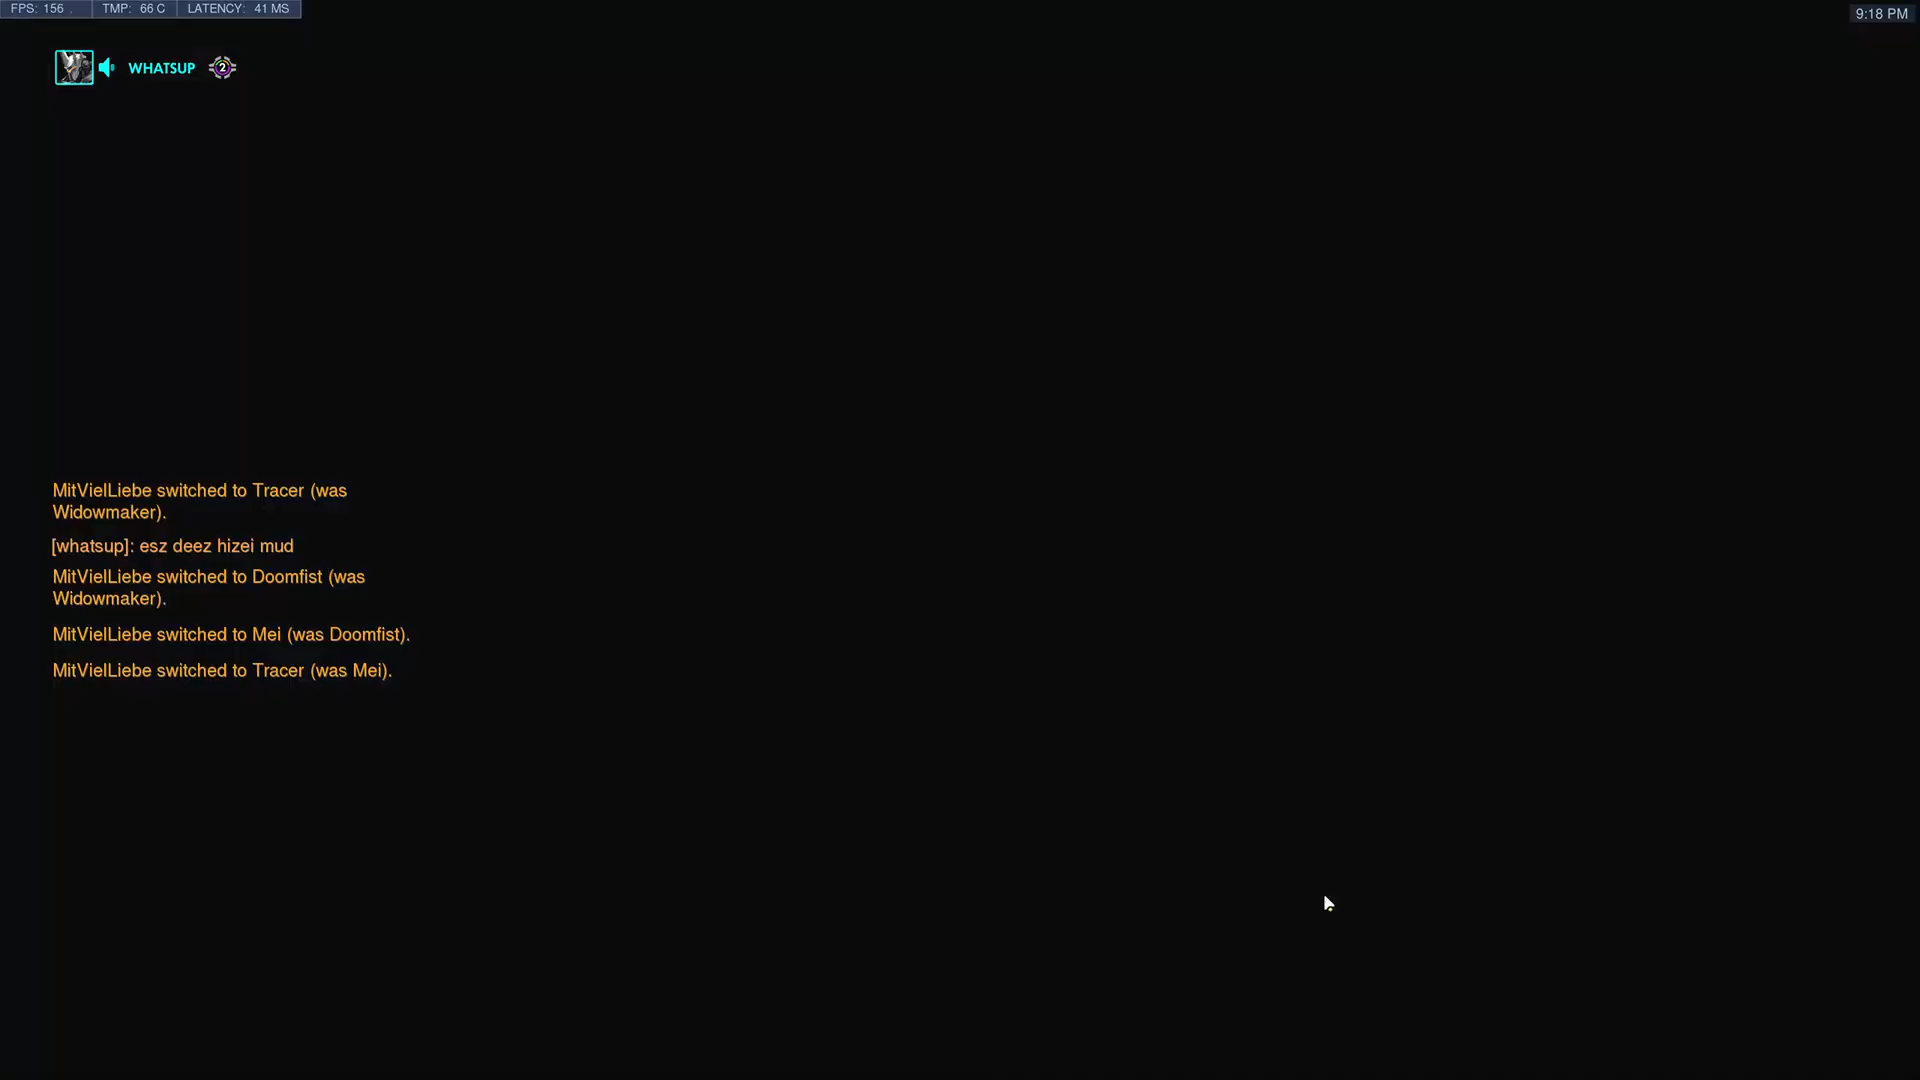 FPS: 156 . TMP: 66 C LATENCY: 41 MS
9:18 PM
WHATSUP 2
MitVielLiebe switched to Tracer (was
Widowmaker).
[whatsup]: esz deez hizei mud
MitVielLiebe switched to Doomfist (was
Widowmaker).
MitVielLiebe switched to Mei (was Doomfist).
MitVielLiebe switched to Tracer (was Mei).